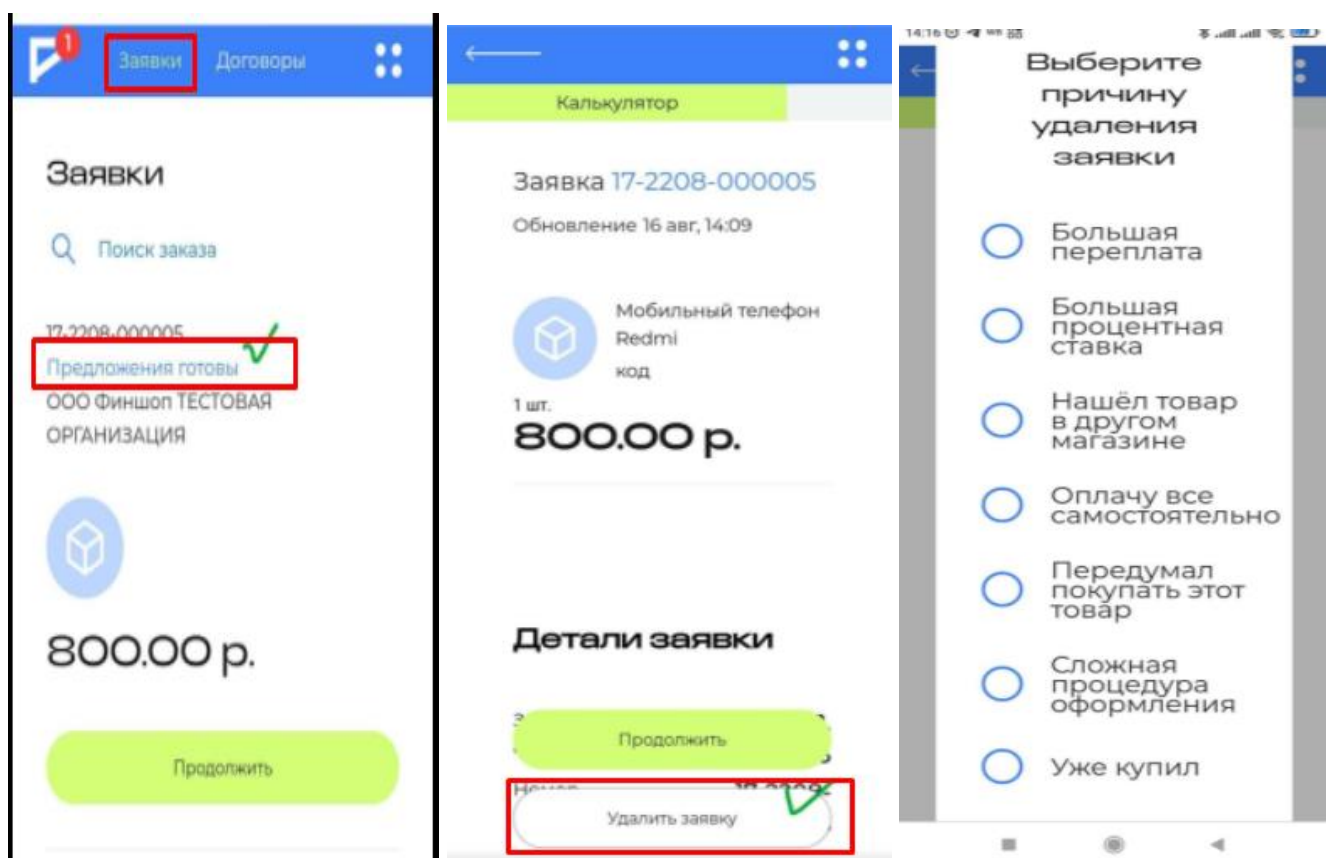 1
Заявки
Договоры
Заявки
Поиск заказа
17-2208-000005
Предложения готовы
ООО Финшоп ТЕСТОВАЯ
ОРГАНИЗАЦИЯ
800.00 р.
Продолжить
Калькулятор
Заявка 17-2208-000005
Обновление 16 авг, 14:09
Мобильный телефон
Redmi
код
1 шт.
800.00 р.
Детали заявки
Продолжить
Номер
Удалить заявку
14:16
Выберите
причину
удаления
заявки
Большая
переплата
Большая
процентная
ставка
Нашёл товар
в другом
магазине
Оплачу все
самостоятельно
Передумал
покупать этот
товар
Сложная
процедура
оформления
Уже купил